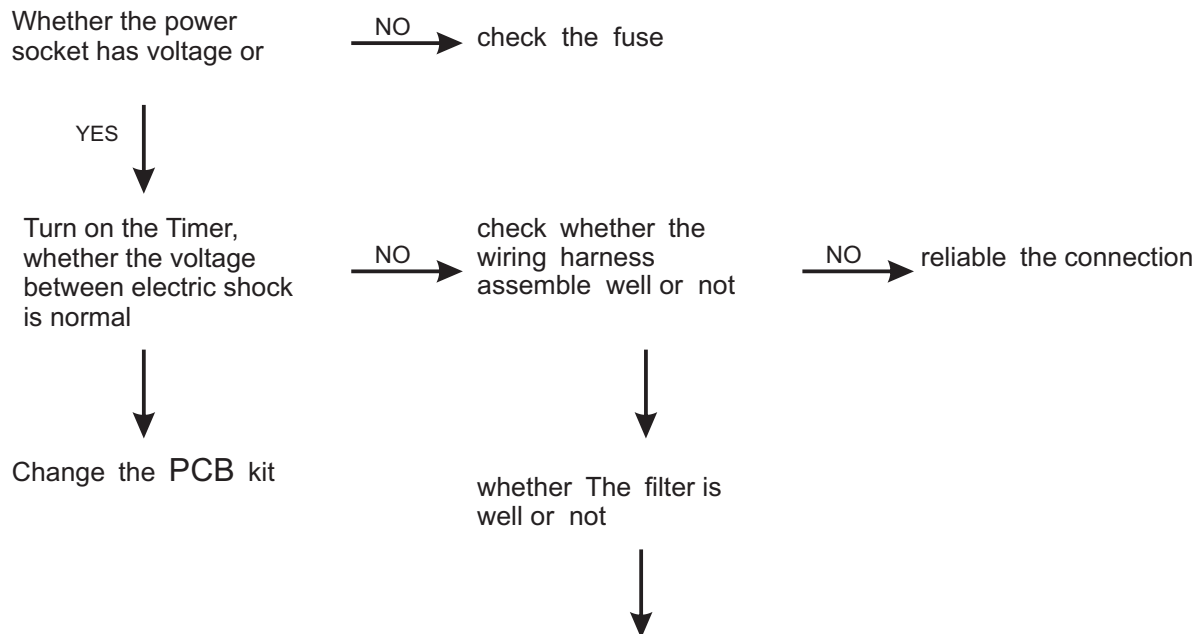 Whether the power
socket has voltage or
NO
check the fuse
YES
Turn on the Timer,
whether the voltage
between electric shock
is normal
NO
check whether the
wiring harness
assemble well or not
NO
reliable the connection
Change the PCB kit
whether The filter is
well or not